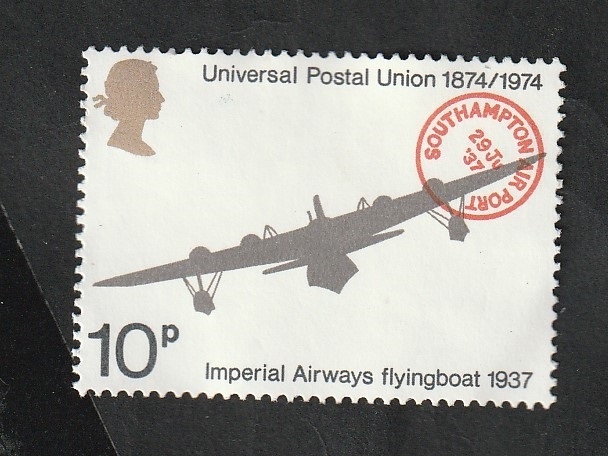 Universal Postal Union 1874/1974
SOUTHAMPTON AIR PORT
29 JU
'37
10P
Imperial Airways flyingboat 1937